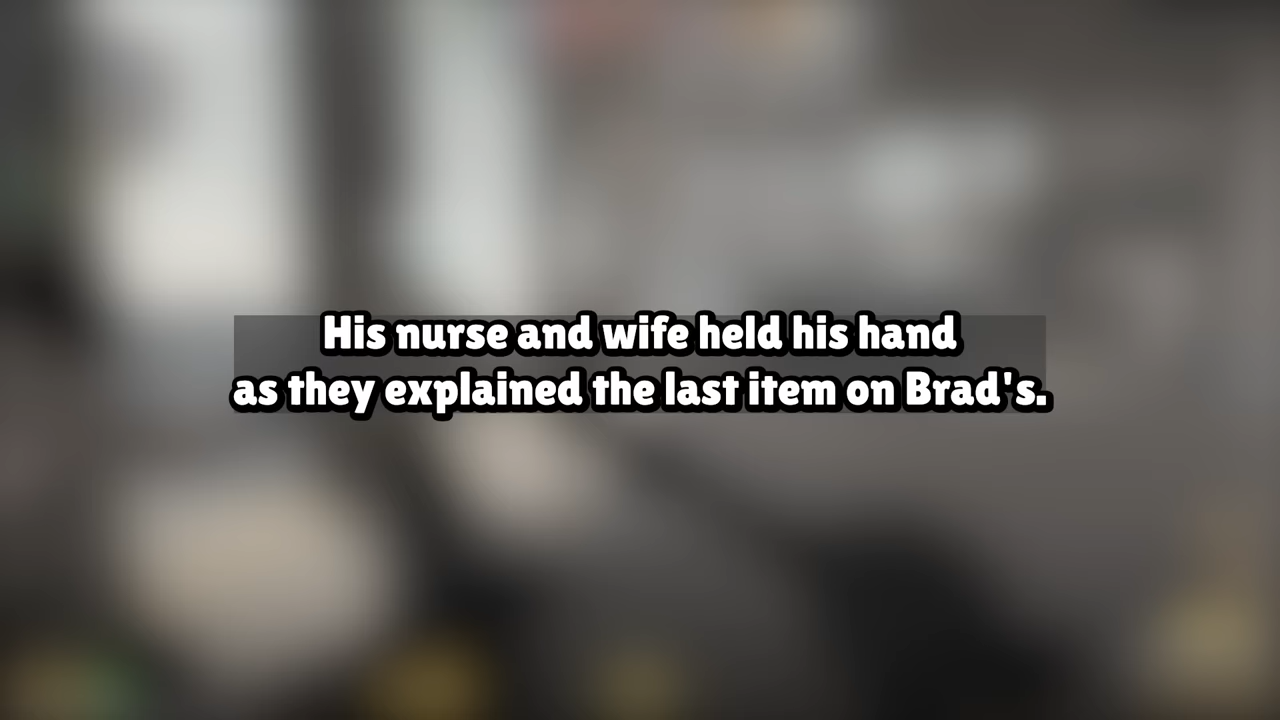 His nurse and wife held his hand
as they explained the last item on Brad's.